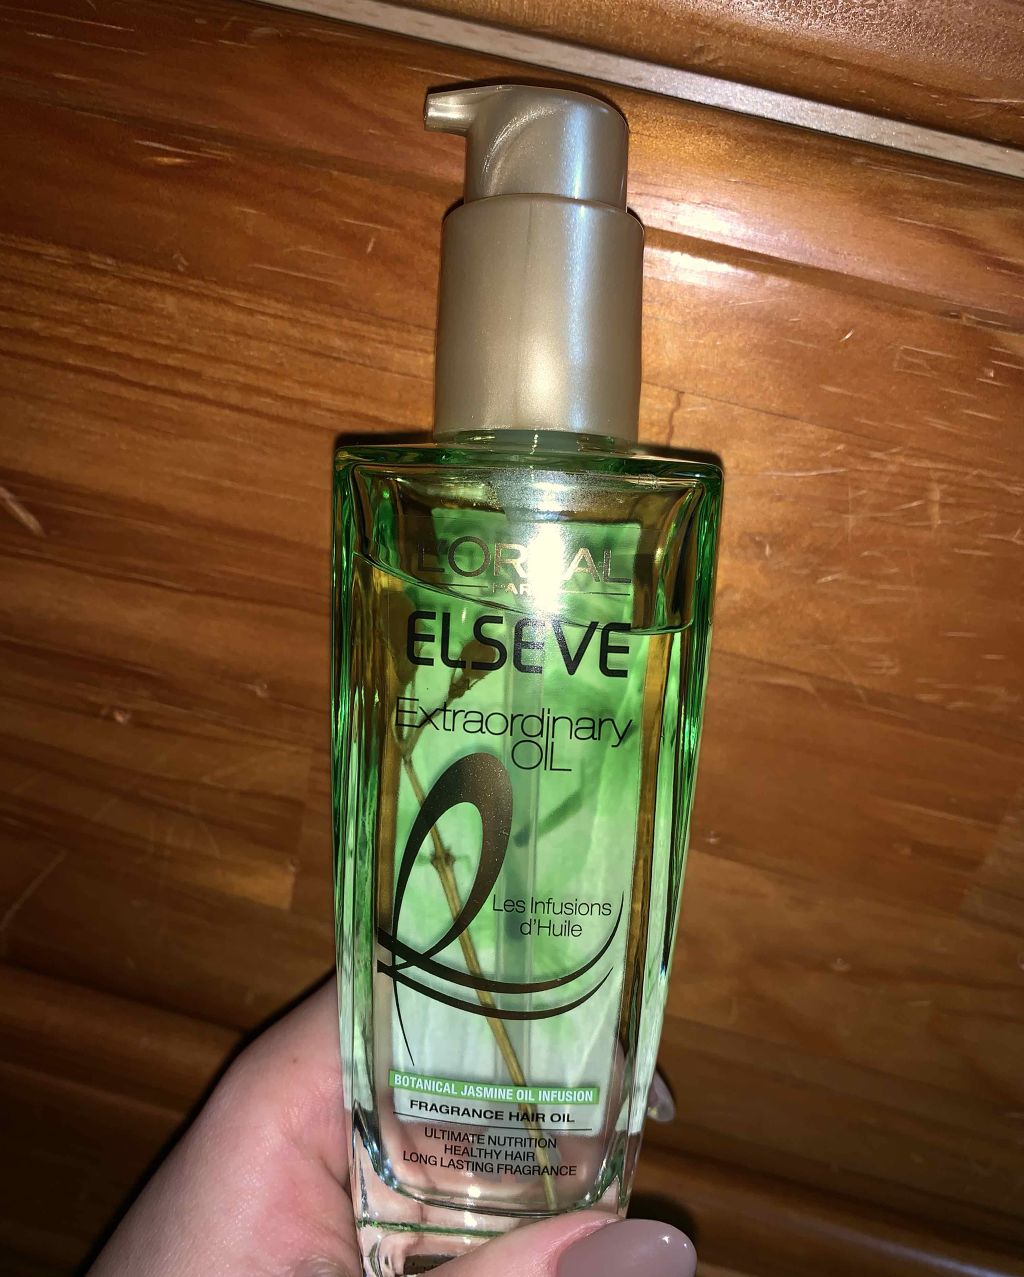 L'ORÉAL
PARIS
ELSEVE
Extraordinary
OIL
Les Infusions
d'Huile
BOTANICAL JASMINE OIL INFUSION
FRAGRANCE HAIR OIL
ULTIMATE NUTRITION
HEALTHY HAIR
LONG LASTING FRAGRANCE